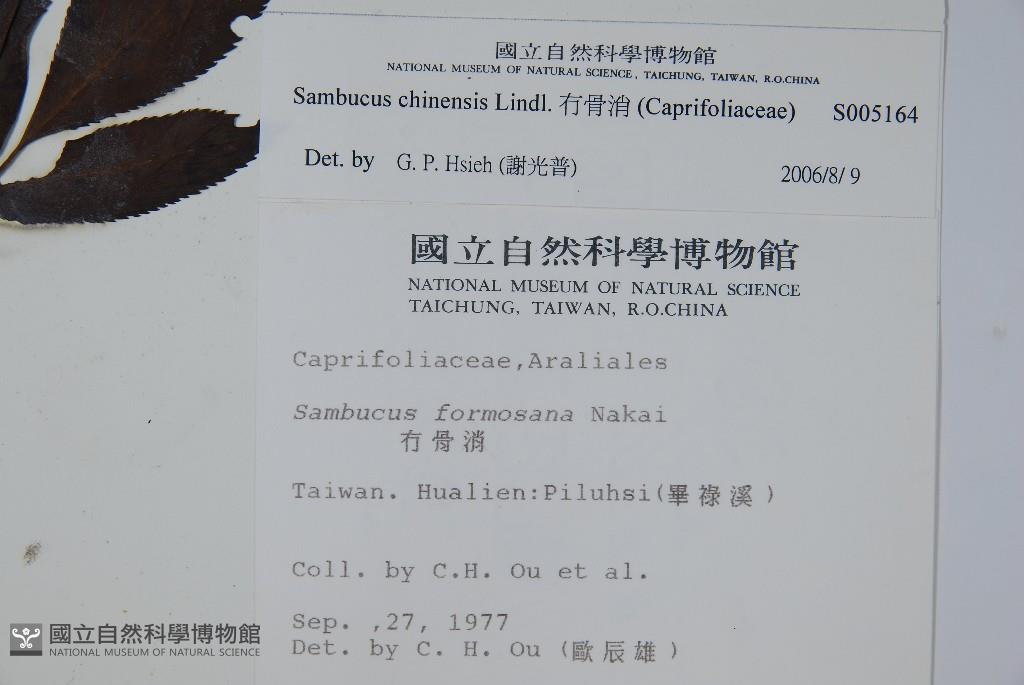 國立自然科學博物館
NATIONAL MUSEUM OF NATURAL SCIENCE, TAICHUNG, TAIWAN, R.O.CHINA
Sambucus chinensis Lindl. 冇骨消 (Caprifoliaceae) S005164
Det. by G. P. Hsieh (謝光普) 2006/8/ 9
國立自然科學博物館
NATIONAL MUSEUM OF NATURAL SCIENCE
TAICHUNG, TAIWAN, R.O.CHINA
Caprifoliaceae,Araliales
Sambucus formosana Nakai
冇骨消
Taiwan. Hualien:Piluhsi(畢祿溪)
Coll. by C.H. Ou et al.
Sep. ,27, 1977
Det. by C. H. Ou (歐辰雄)
國立自然科學博物館
NATIONAL MUSEUM OF NATURAL SCIENCE